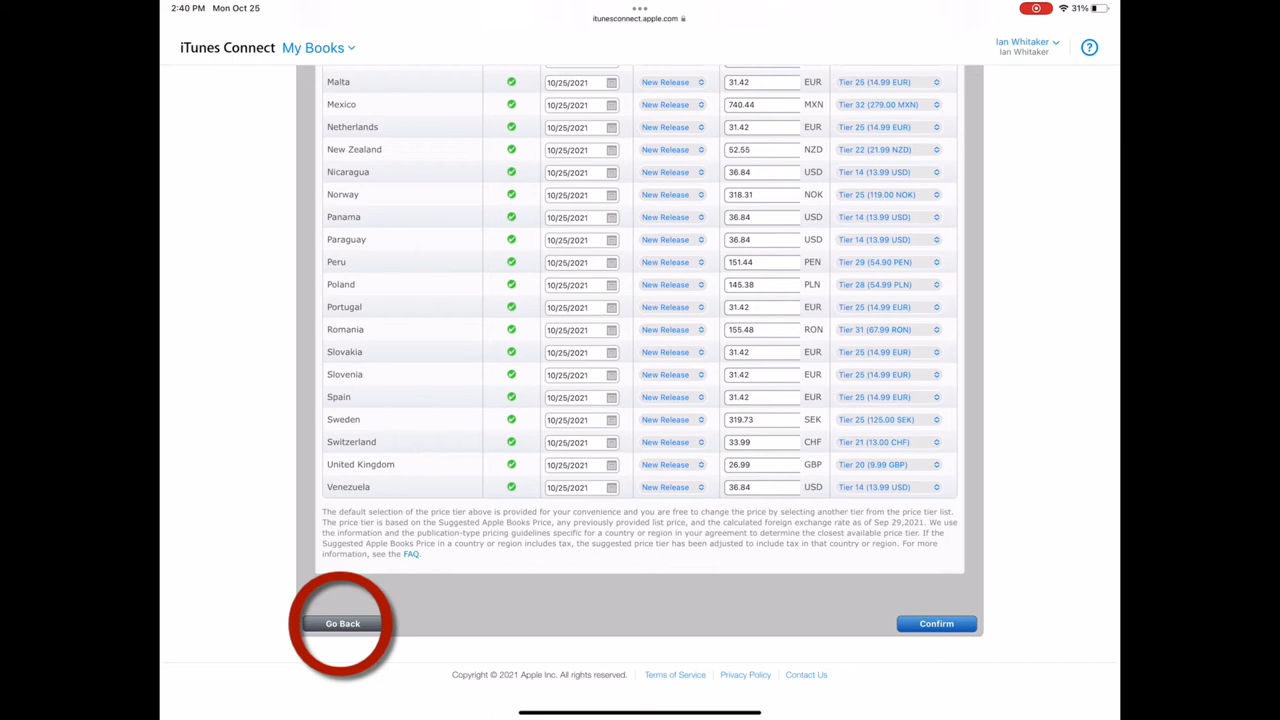 2:40 PM Mon Oct 25
itunesconnect.apple.com
31%
iTunes Connect My Books
Ian Whitaker
Ian Whitaker
?
Malta 10/25/2021 New Release 31.42 EUR Tier 25 (14.99 EUR)
Mexico 10/25/2021 New Release 740.44 MXN Tier 32 (279.00 MXN)
Netherlands 10/25/2021 New Release 31.42 EUR Tier 25 (14.99 EUR)
New Zealand 10/25/2021 New Release 52.55 NZD Tier 22 (21.99 NZD)
Nicaragua 10/25/2021 New Release 36.84 USD Tier 14 (13.99 USD)
Norway 10/25/2021 New Release 318.31 NOK Tier 25 (119.00 NOK)
Panama 10/25/2021 New Release 36.84 USD Tier 14 (13.99 USD)
Paraguay 10/25/2021 New Release 36.84 USD Tier 14 (13.99 USD)
Peru 10/25/2021 New Release 151.44 PEN Tier 29 (54.90 PEN)
Poland 10/25/2021 New Release 145.38 PLN Tier 28 (54.99 PLN)
Portugal 10/25/2021 New Release 31.42 EUR Tier 25 (14.99 EUR)
Romania 10/25/2021 New Release 155.48 RON Tier 31 (67.99 RON)
Slovakia 10/25/2021 New Release 31.42 EUR Tier 25 (14.99 EUR)
Slovenia 10/25/2021 New Release 31.42 EUR Tier 25 (14.99 EUR)
Spain 10/25/2021 New Release 31.42 EUR Tier 25 (14.99 EUR)
Sweden 10/25/2021 New Release 319.73 SEK Tier 25 (125.00 SEK)
Switzerland 10/25/2021 New Release 33.99 CHF Tier 21 (13.00 CHF)
United Kingdom 10/25/2021 New Release 26.99 GBP Tier 20 (9.99 GBP)
Venezuela 10/25/2021 New Release 36.84 USD Tier 14 (13.99 USD)
The default selection of the price tier above is provided for your convenience and you are free to change the price by selecting another tier from the price tier list.
The price tier is based on the Suggested Apple Books Price, any previously provided list price, and the calculated foreign exchange rate as of Sep 29,2021. We use
the information and the publication-type pricing guidelines specific for a country or region in your agreement to determine the closest available price tier. If the
Suggested Apple Books Price in a country or region includes tax, the suggested price tier has been adjusted to include tax in that country or region. For more
information, see the FAQ.
Go Back
Confirm
Copyright © 2021 Apple Inc. All rights reserved. Terms of Service Privacy Policy Contact Us